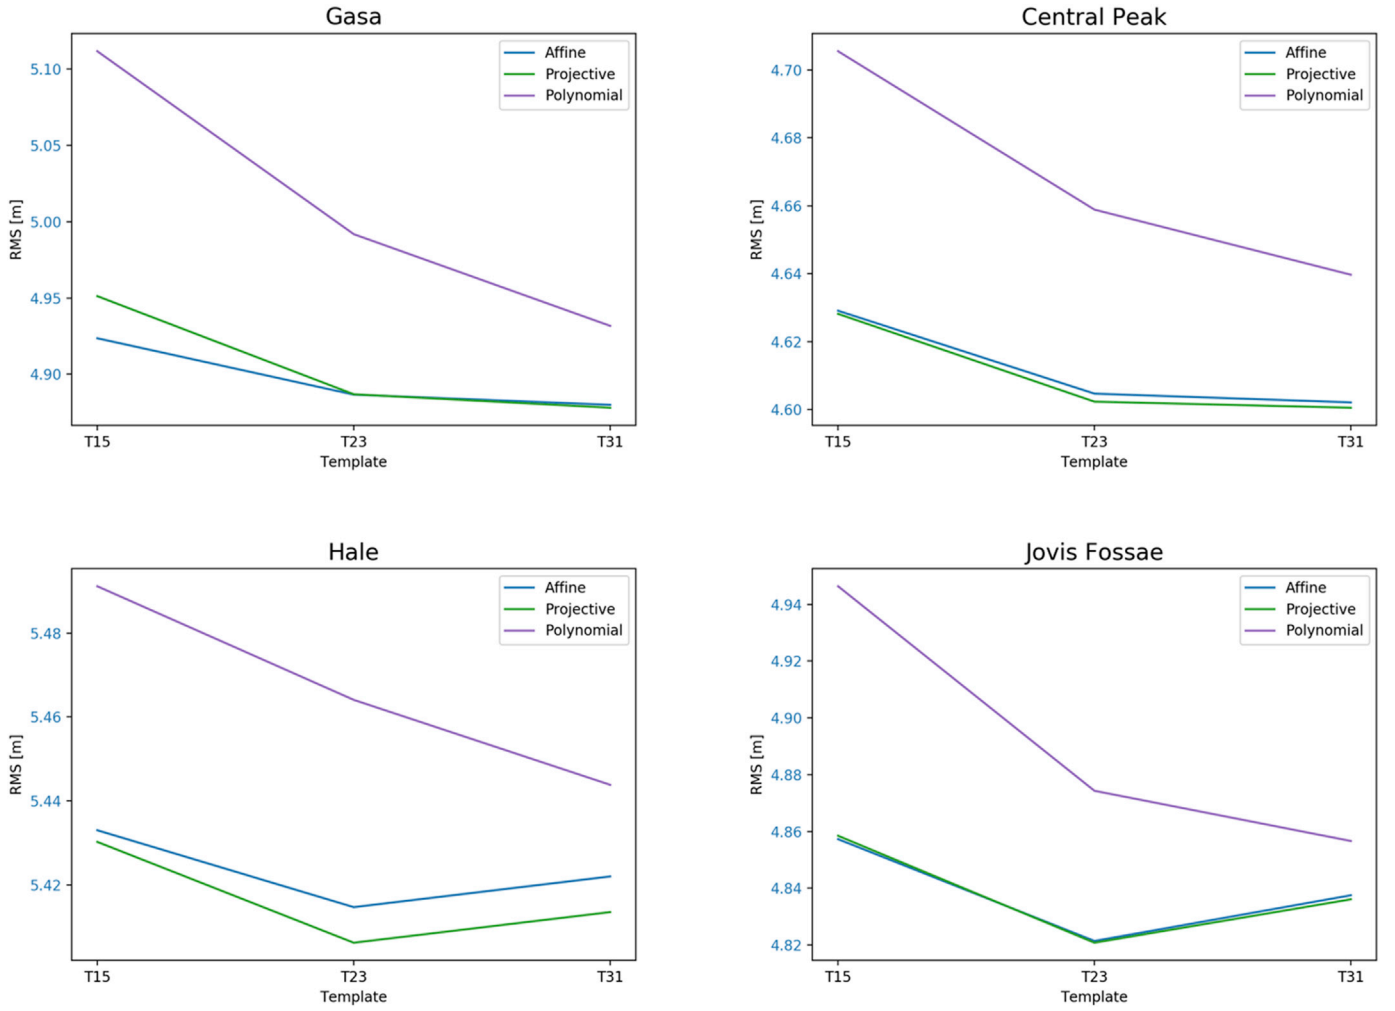 Gasa
Affine
Projective
Polynomial
5.10
5.05
5.00
4.95
4.90
RMS [m]
T15
T23
T31
Template
Central Peak
Affine
Projective
Polynomial
4.70
4.68
4.66
4.64
4.62
4.60
RMS [m]
T15
T23
T31
Template
Hale
Affine
Projective
Polynomial
5.48
5.46
5.44
5.42
RMS [m]
T15
T23
T31
Template
Jovis Fossae
Affine
Projective
Polynomial
4.94
4.92
4.90
4.88
4.86
4.84
4.82
RMS [m]
T15
T23
T31
Template